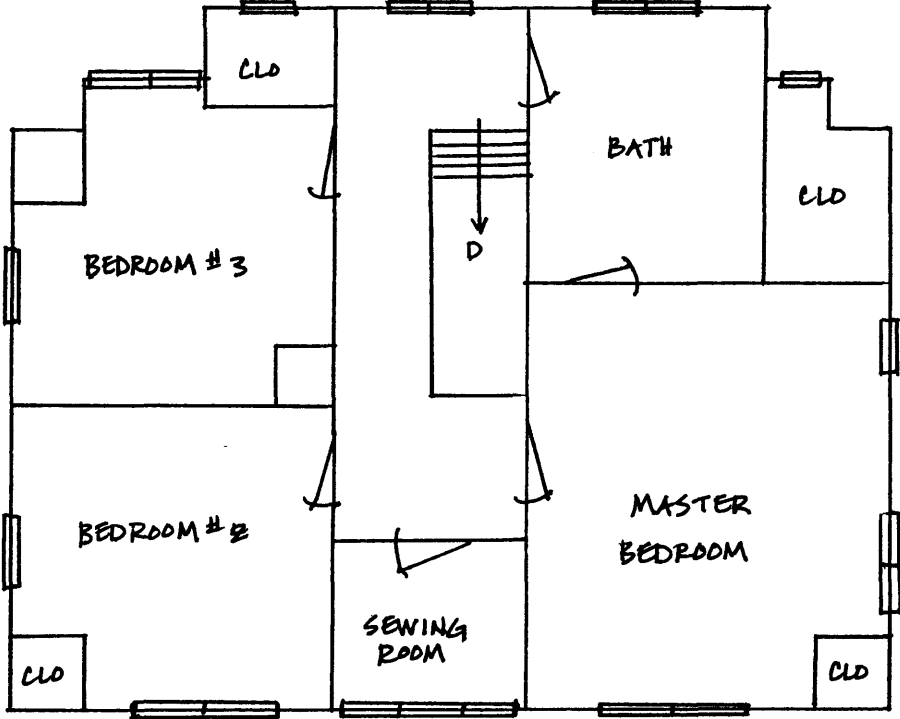 CLO
BATH
CLO
D
BEDROOM # 3
MASTER
BEDROOM
BEDROOM # 2
SEWING
ROOM
CLO
CLO